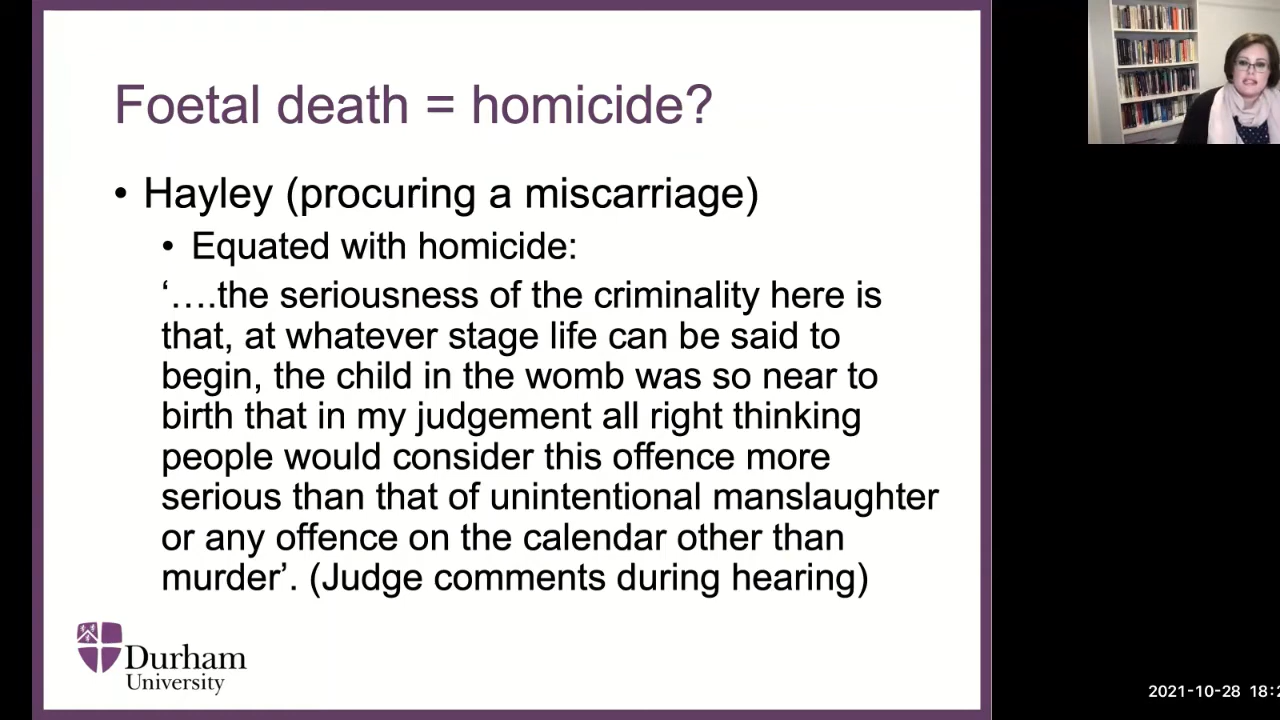 Foetal death = homicide?
• Hayley (procuring a miscarriage)
• Equated with homicide:
‘….the seriousness of the criminality here is
that, at whatever stage life can be said to
begin, the child in the womb was so near to
birth that in my judgement all right thinking
people would consider this offence more
serious than that of unintentional manslaughter
or any offence on the calendar other than
murder’. (Judge comments during hearing)
Durham
University
2021-10-28 18:2